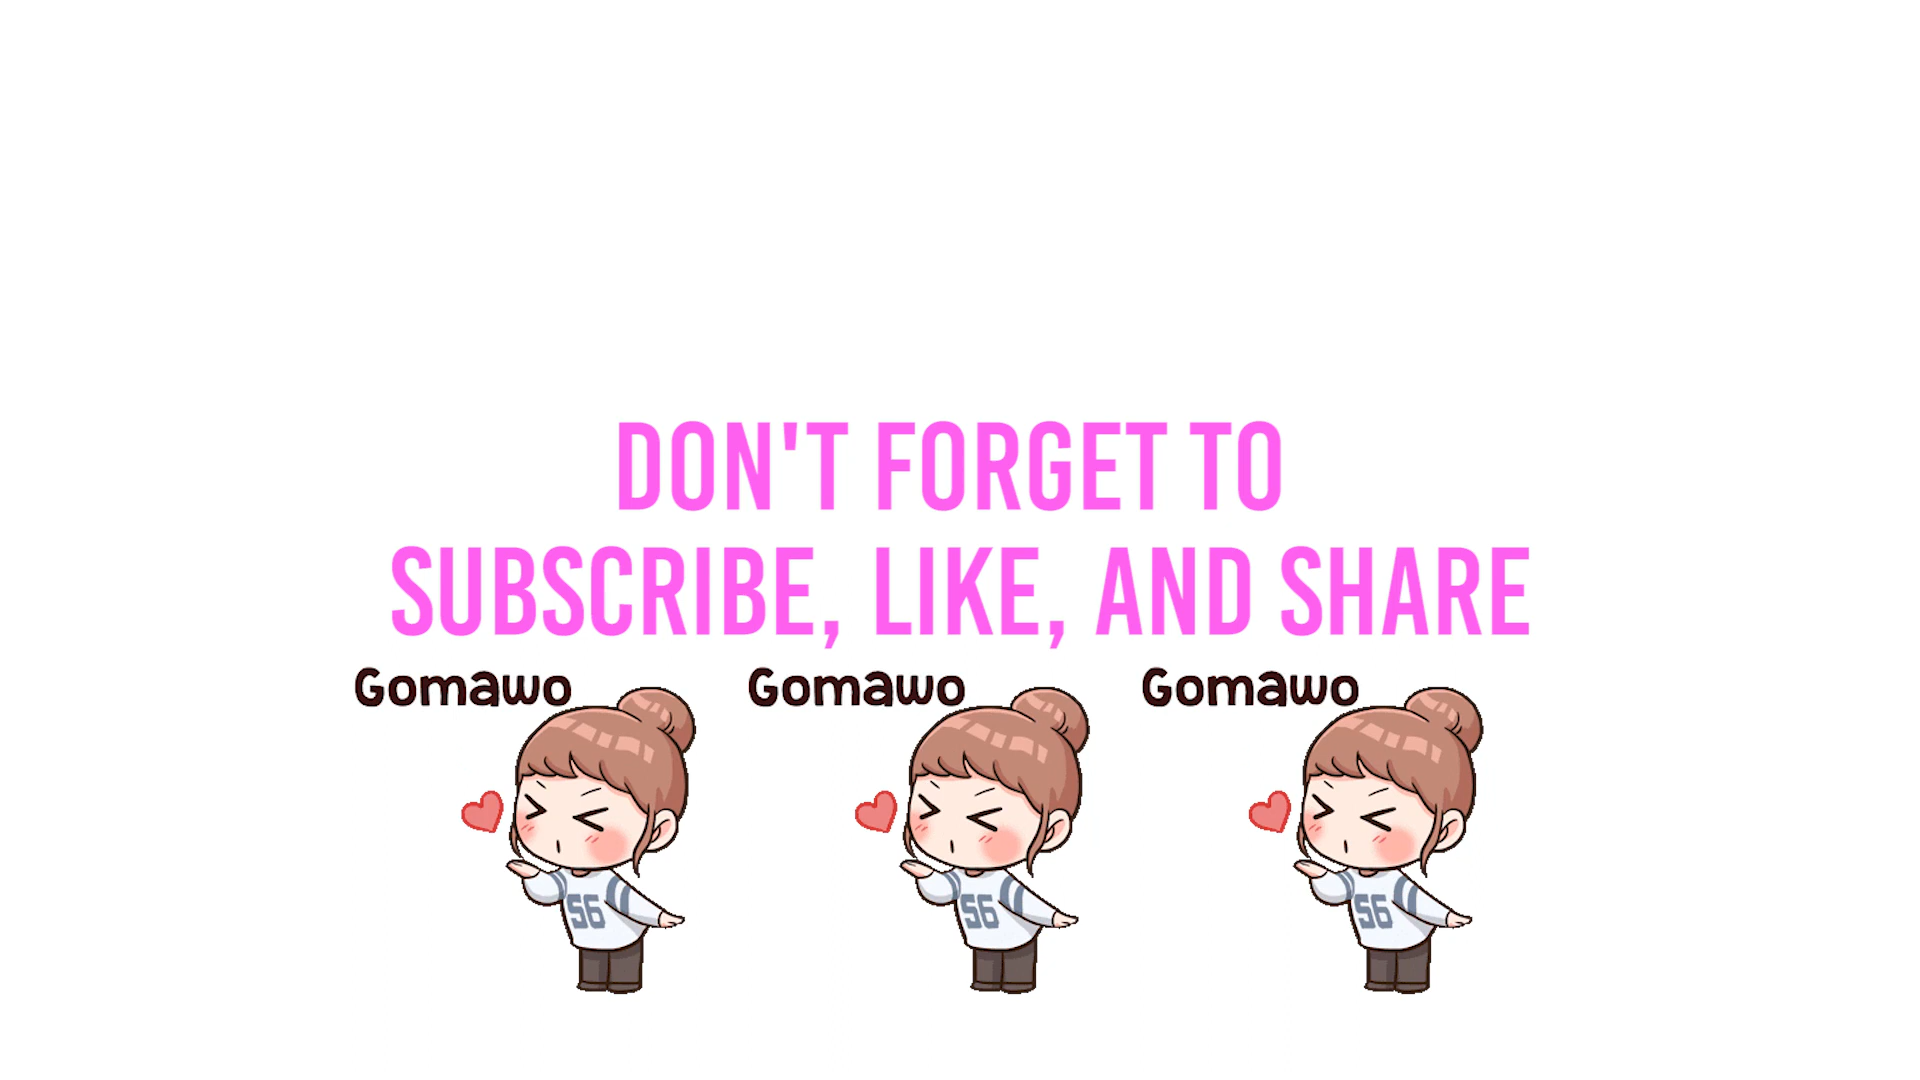 DON'T FORGET TO
SUBSCRIBE, LIKE, AND SHARE
Gomawo Gomawo Gomawo
56 56 56